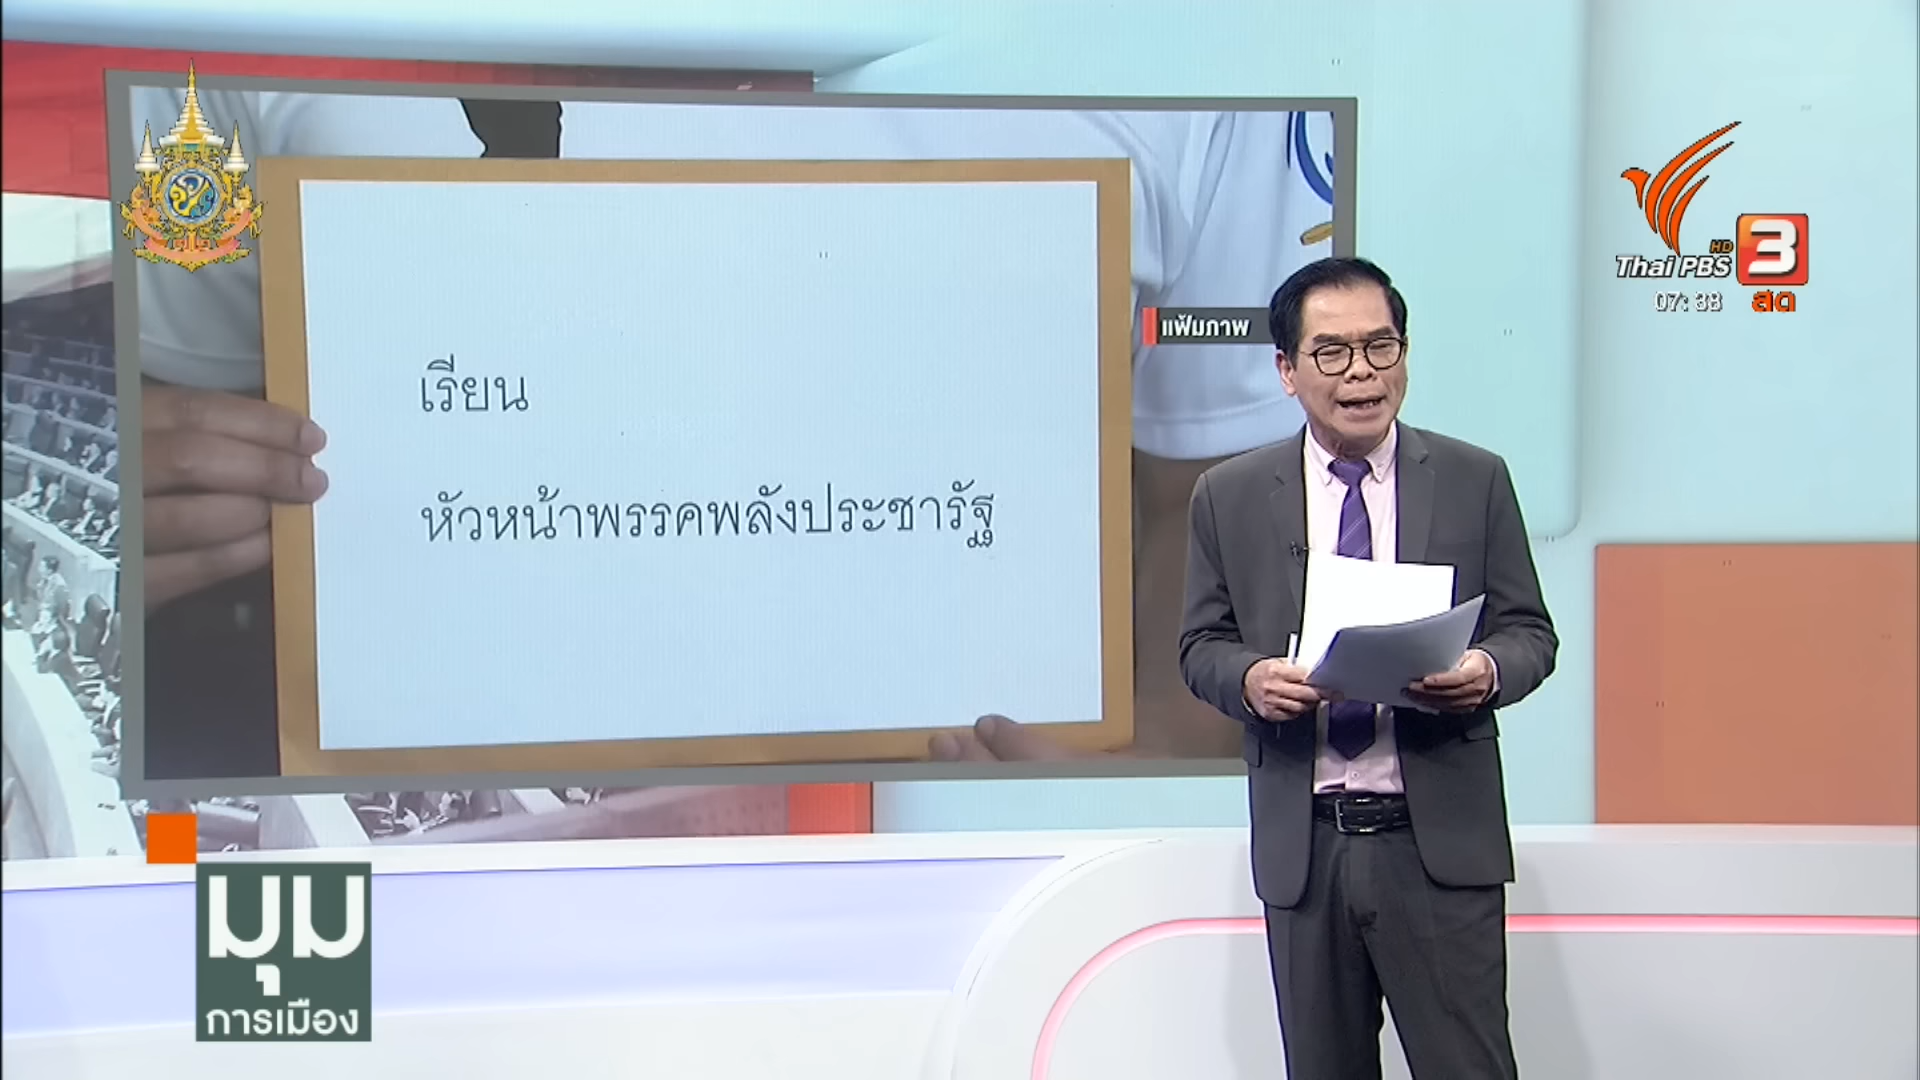 เรียน
หัวหน้าพรรคพลังประชารัฐ
แฟ้มภาพ
HD
Thai PBS 3
07:38 สด
มุม
การเมือง